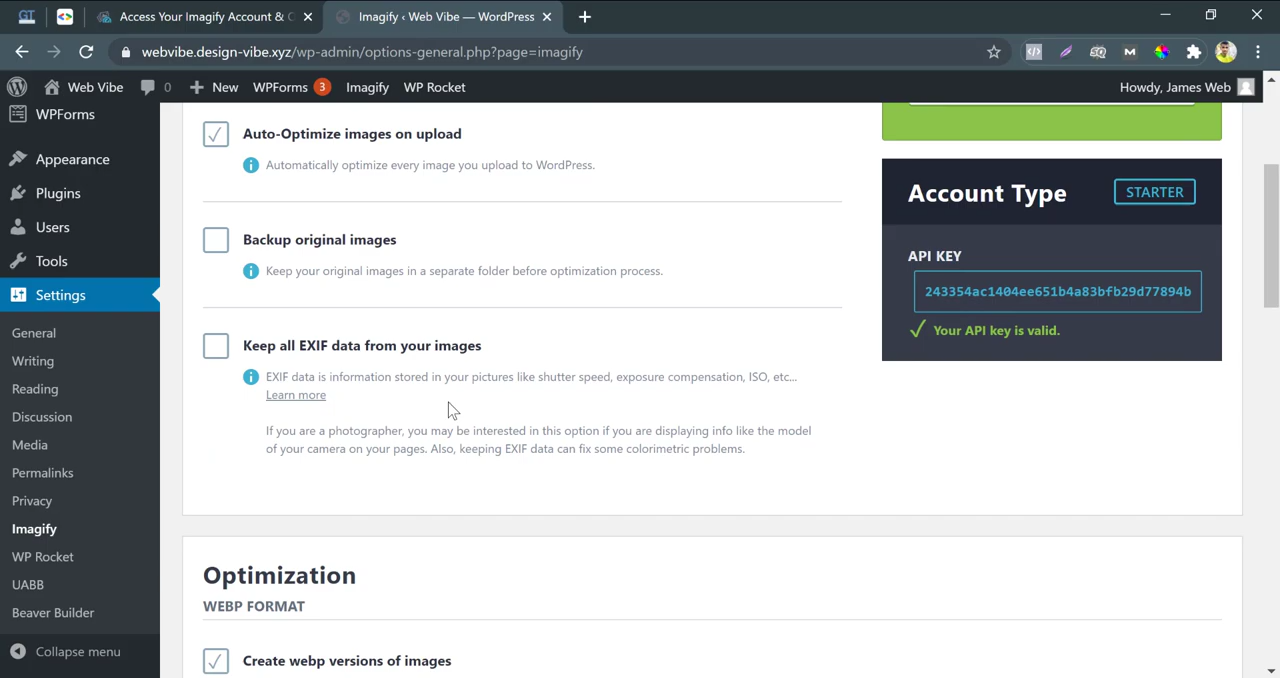 GT
Access Your Imagify Account & C
Imagify ‹ Web Vibe — WordPress
webvibe.design-vibe.xyz/wp-admin/options-general.php?page=imagify
SQ
M
Web Vibe
0
New
WPForms 3
Imagify
WP Rocket
Howdy, James Web
WPForms
Appearance
Plugins
Users
Tools
Settings
General
Writing
Reading
Discussion
Media
Permalinks
Privacy
Imagify
WP Rocket
UABB
Beaver Builder
Collapse menu
Auto-Optimize images on upload
Automatically optimize every image you upload to WordPress.
Backup original images
Keep your original images in a separate folder before optimization process.
Keep all EXIF data from your images
EXIF data is information stored in your pictures like shutter speed, exposure compensation, ISO, etc...
Learn more
If you are a photographer, you may be interested in this option if you are displaying info like the model
of your camera on your pages. Also, keeping EXIF data can fix some colorimetric problems.
Account Type
STARTER
API KEY
243354ac1404ee651b4a83bfb29d77894b
Your API key is valid.
Optimization
WEBP FORMAT
Create webp versions of images